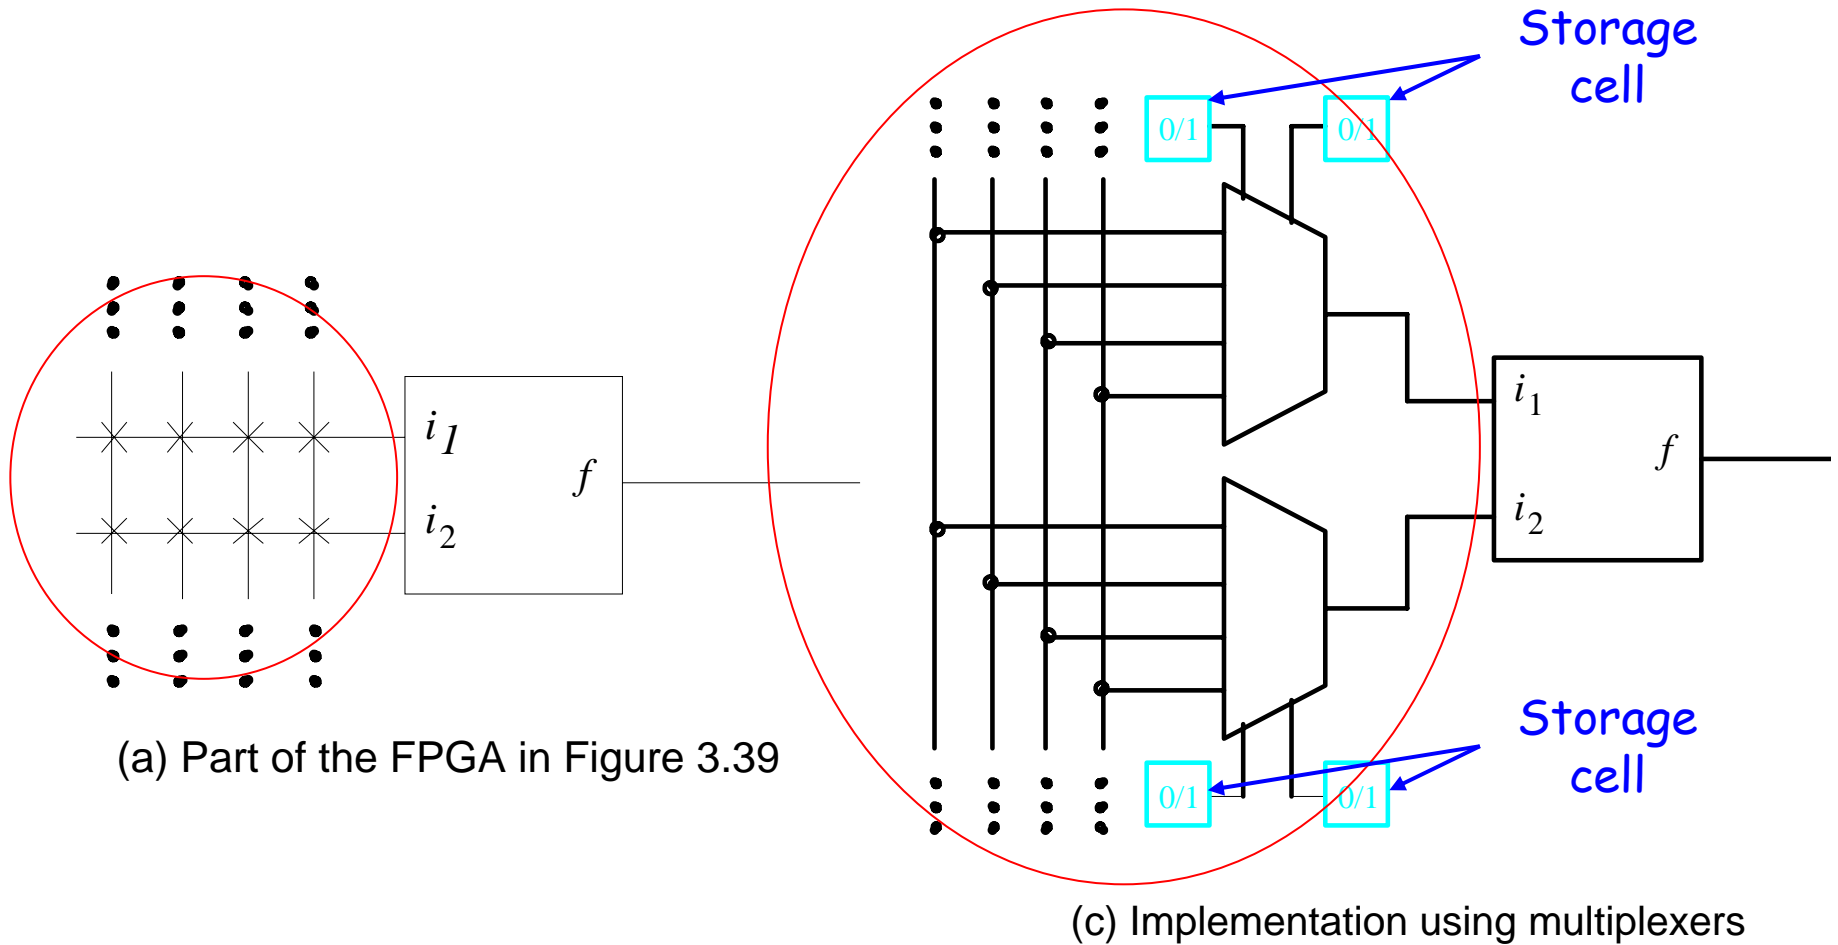 Storage
cell
0/1
0/1
i1
i2
f
i1
i2
f
Storage
cell
0/1
0/1
(a) Part of the FPGA in Figure 3.39
(c) Implementation using multiplexers